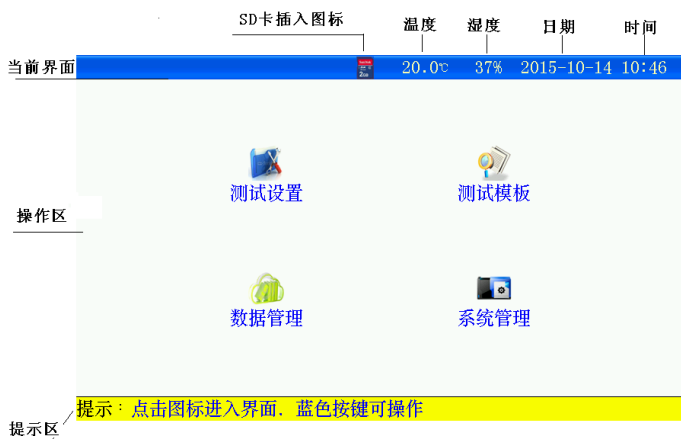 SD卡插入图标
温度 湿度 日期 时间
当前界面
20.0℃ 37% 2015-10-14 10:46
测试设置 测试模板
操作区
数据管理 系统管理
提示：点击图标进入界面．蓝色按键可操作
提示区